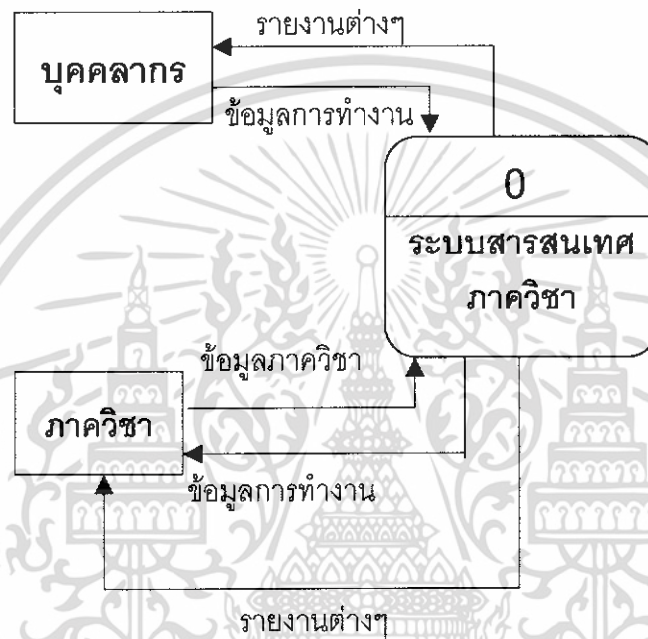 รายงานต่างๆ
บุคคลากร
ข้อมูลการทำงาน
0
ระบบสารสนเทศ
ภาควิชา
ข้อมูลภาควิชา
ภาควิชา
ข้อมูลการทำงาน
รายงานต่างๆ